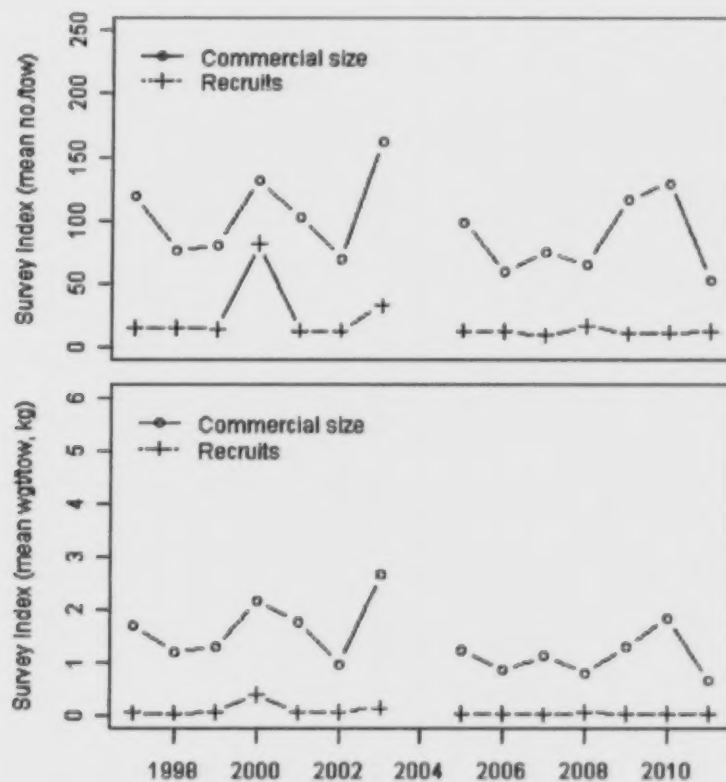 Survey Index (mean no./tow)
250
200
150
100
50
0
Commercial size
Recruits
Survey Index (mean wgt/tow, kg)
6
5
4
3
2
1
0
Commercial size
Recruits
1998 2000 2002 2004 2006 2008 2010